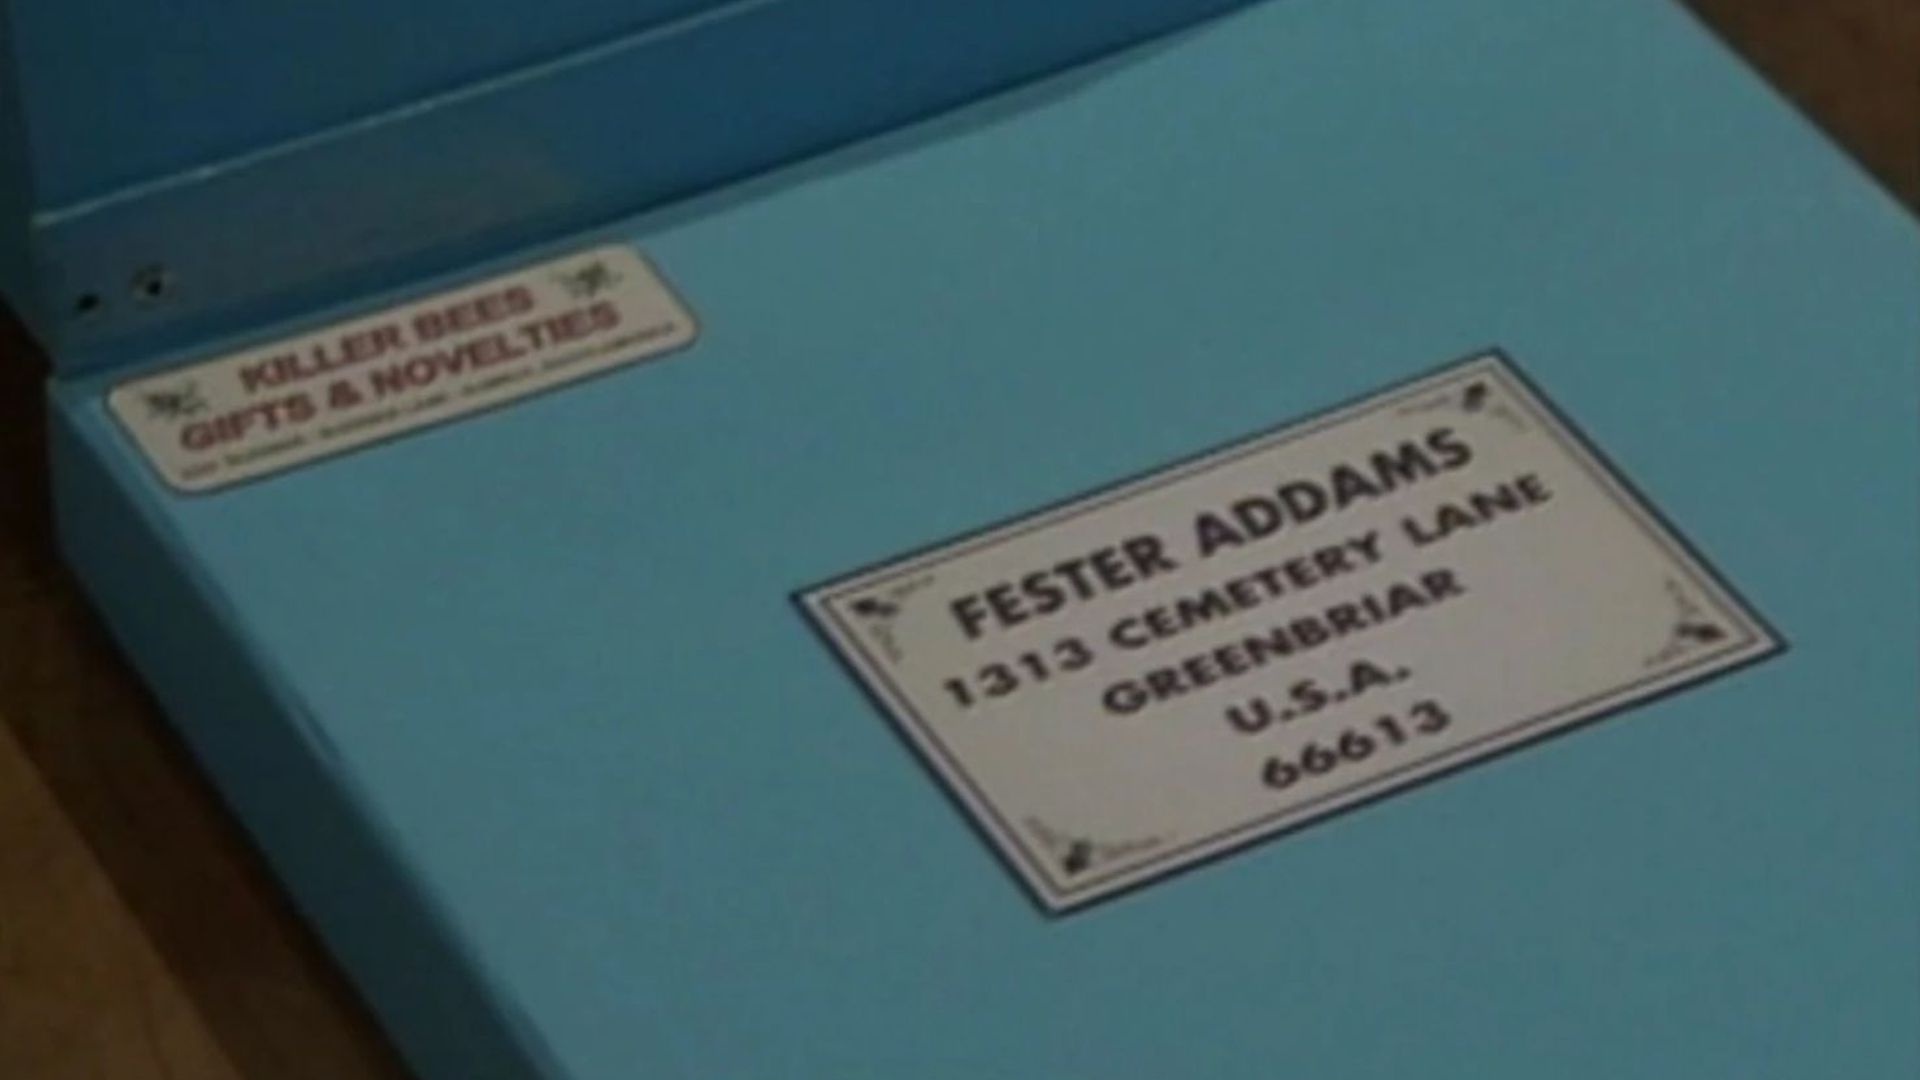 KILLER BEES
GIFTS & NOVELTIES
FESTER ADDAMS
1313 CEMETERY LANE
GREENBRIAR
U.S.A.
66613